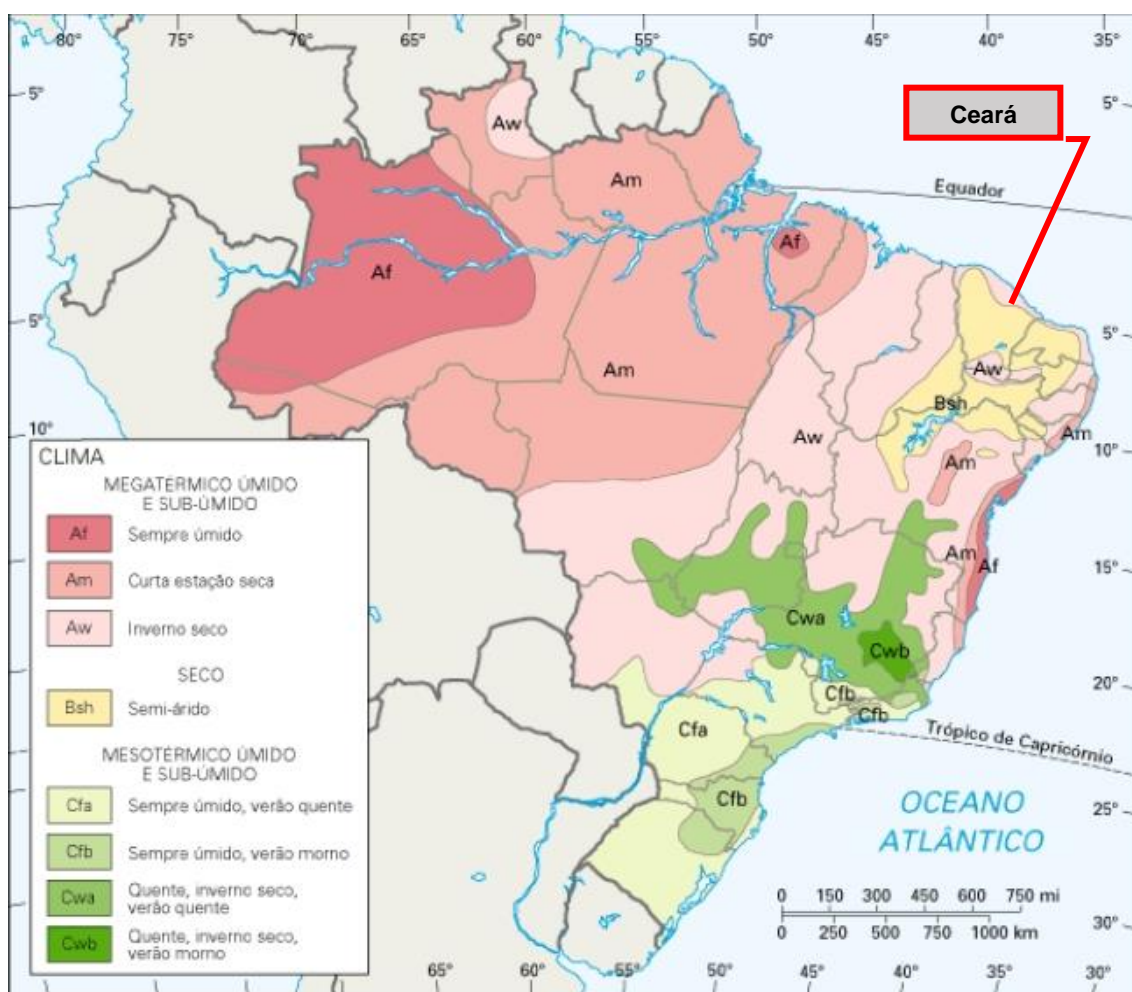 80° 75° 70° 65° 60° 55° 50° 45° 40° 35°
5° 5°
Ceará
Aw
Am
Equador
Af
Af
5° 5°
Am
Aw
Bsh
Aw
Am
10° 10°
Am
Am
Af
15°
Cwa
Cwb
Cfb
20°
Cfb
Cfa
Trópico de Capricórnio
Cfb
25°
OCEANO
ATLÂNTICO
0 150 300 450 600 750 mi
0 250 500 750 1000 km
30°
65° 60° 55° 50° 45° 40° 35°
CLIMA
MEGATÉRMICO ÚMIDO
E SUB-ÚMIDO
Af Sempre úmido
Am Curta estação seca
Aw Inverno seco
SECO
Bsh Semi-árido
MESOTÉRMICO ÚMIDO
E SUB-ÚMIDO
Cfa Sempre úmido, verão quente
Cfb Sempre úmido, verão morno
Cwa Quente, inverno seco,
verão quente
Cwb Quente, inverno seco,
verão morno